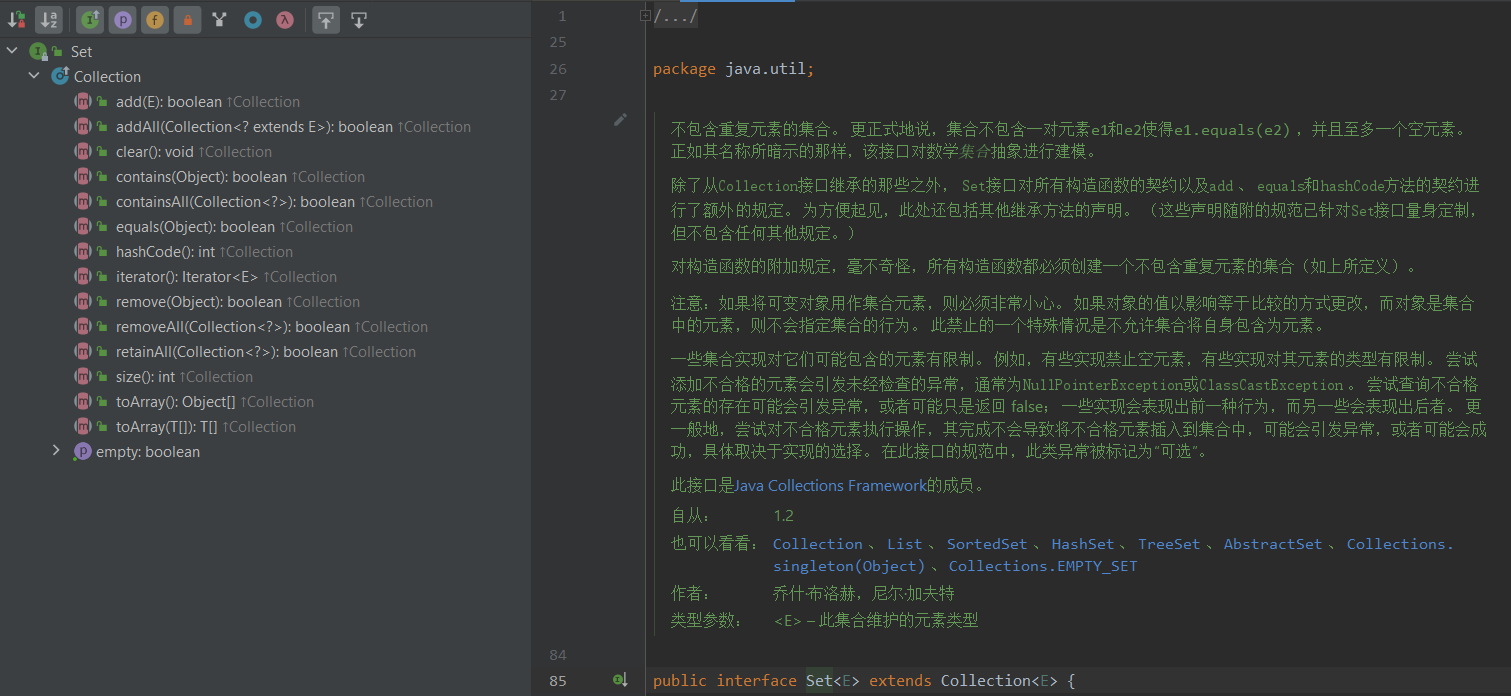 Set
Collection
add(E): boolean ↑Collection
addAll(Collection<? extends E>): boolean ↑Collection
clear(): void ↑Collection
contains(Object): boolean ↑Collection
containsAll(Collection<?>): boolean ↑Collection
equals(Object): boolean ↑Collection
hashCode(): int ↑Collection
iterator(): Iterator<E> ↑Collection
remove(Object): boolean ↑Collection
removeAll(Collection<?>): boolean ↑Collection
retainAll(Collection<?>): boolean ↑Collection
size(): int ↑Collection
toArray(): Object[] ↑Collection
toArray(T[]): T[] ↑Collection
empty: boolean
1 /.../
25
26 package java.util;
27
不包含重复元素的集合。 更正式地说，集合不包含一对元素e1和e2使得e1.equals(e2) ，并且至多一个空元素。
正如其名称所暗示的那样，该接口对数学集合抽象进行建模。
除了从Collection接口继承的那些之外， Set接口对所有构造函数的契约以及add 、 equals和hashCode方法的契约进
行了额外的规定。 为方便起见，此处还包括其他继承方法的声明。 （这些声明随附的规范已针对Set接口量身定制，
但不包含任何其他规定。）
对构造函数的附加规定，毫不奇怪，所有构造函数都必须创建一个不包含重复元素的集合（如上所定义）。
注意：如果将可变对象用作集合元素，则必须非常小心。 如果对象的值以影响等于比较的方式更改，而对象是集合
中的元素，则不会指定集合的行为。 此禁止的一个特殊情况是不允许集合将自身包含为元素。
一些集合实现对它们可能包含的元素有限制。 例如，有些实现禁止空元素，有些实现对其元素的类型有限制。 尝试
添加不合格的元素会引发未经检查的异常，通常为NullPointerException或ClassCastException 。 尝试查询不合格
元素的存在可能会引发异常，或者可能只是返回 false； 一些实现会表现出前一种行为，而另一些会表现出后者。 更
一般地，尝试对不合格元素执行操作，其完成不会导致将不合格元素插入到集合中，可能会引发异常，或者可能会成
功，具体取决于实现的选择。 在此接口的规范中，此类异常被标记为“可选”。
此接口是Java Collections Framework的成员。
自从： 1.2
也可以看看： Collection 、 List 、 SortedSet 、 HashSet 、 TreeSet 、 AbstractSet 、 Collections.
singleton(Object) 、 Collections.EMPTY_SET
作者： 乔什·布洛赫，尼尔·加夫特
类型参数： <E> – 此集合维护的元素类型
84
85 public interface Set<E> extends Collection<E> {